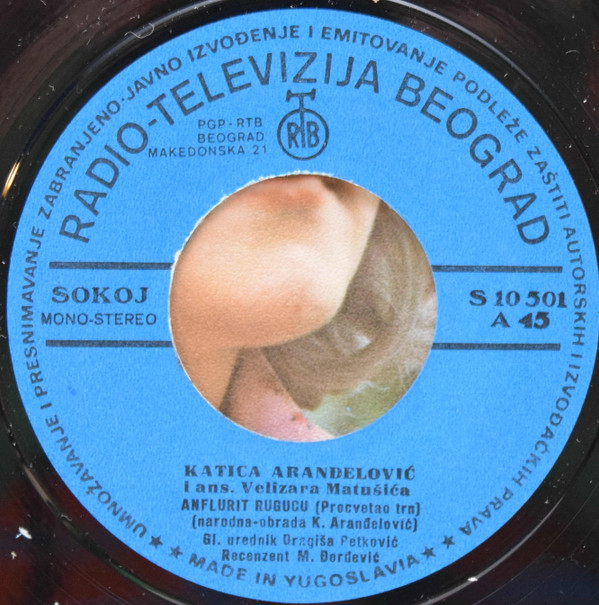 UMNOŽAVANJE I PRESNIMAVANJE ZABRANJENO·JAVNO IZVOĐENJE I EMITOVANJE PODLEŽE ZAŠTITI AUTORSKIH I IZVOĐAČKIH PRAVA
RADIO-TELEVIZIJA BEOGRAD
PGP-RTB
BEOGRAD
MAKEDONSKA 21
RTB
SOKOJ
MONO-STEREO
S 10 501
A 45
KATICA ARANĐELOVIĆ
i ans. Velizara Matušića
ANFLURIT RUGUCU (Procvetao trn)
(narodna-obrada K. Aranđelović)
Gl. urednik Dragiša Petković
Recenzent M. Đorđević
★ MADE IN YUGOSLAVIA ★